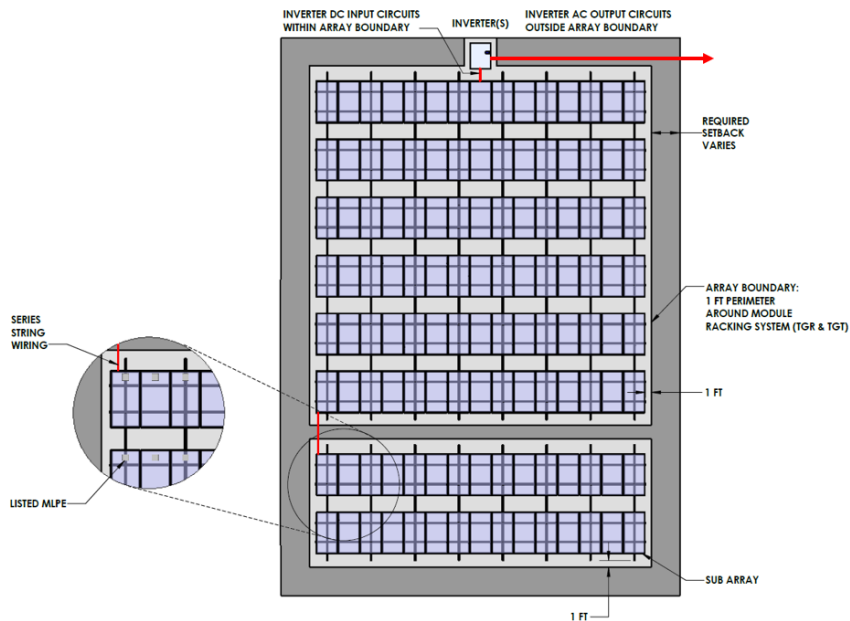 INVERTER DC INPUT CIRCUITS
WITHIN ARRAY BOUNDARY
INVERTER(S)
INVERTER AC OUTPUT CIRCUITS
OUTSIDE ARRAY BOUNDARY
REQUIRED
SETBACK
VARIES
ARRAY BOUNDARY:
1 FT PERIMETER
AROUND MODULE
RACKING SYSTEM (TGR & TGT)
SERIES
STRING
WIRING
1 FT
LISTED MLPE
SUB ARRAY
1 FT